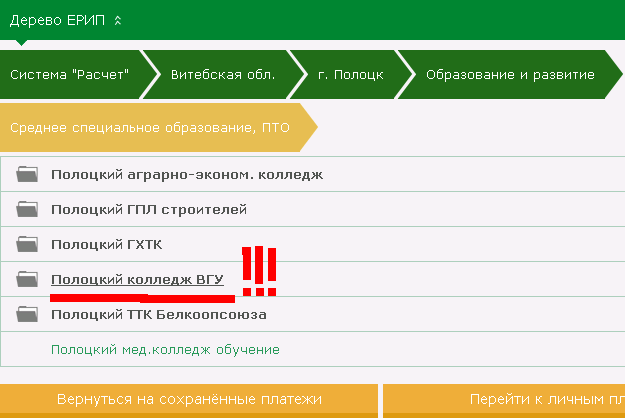 Дерево ЕРИП
Система "Расчет" Витебская обл. г. Полоцк Образование и развитие
Среднее специальное образование, ПТО
Полоцкий аграрно-эконом. колледж
Полоцкий ГПЛ строителей
Полоцкий ГХТК
Полоцкий колледж ВГУ !!!
Полоцкий ТТК Белкоопсоюза
Полоцкий мед.колледж обучение
Вернуться на сохранённые платежи Перейти к личным пл